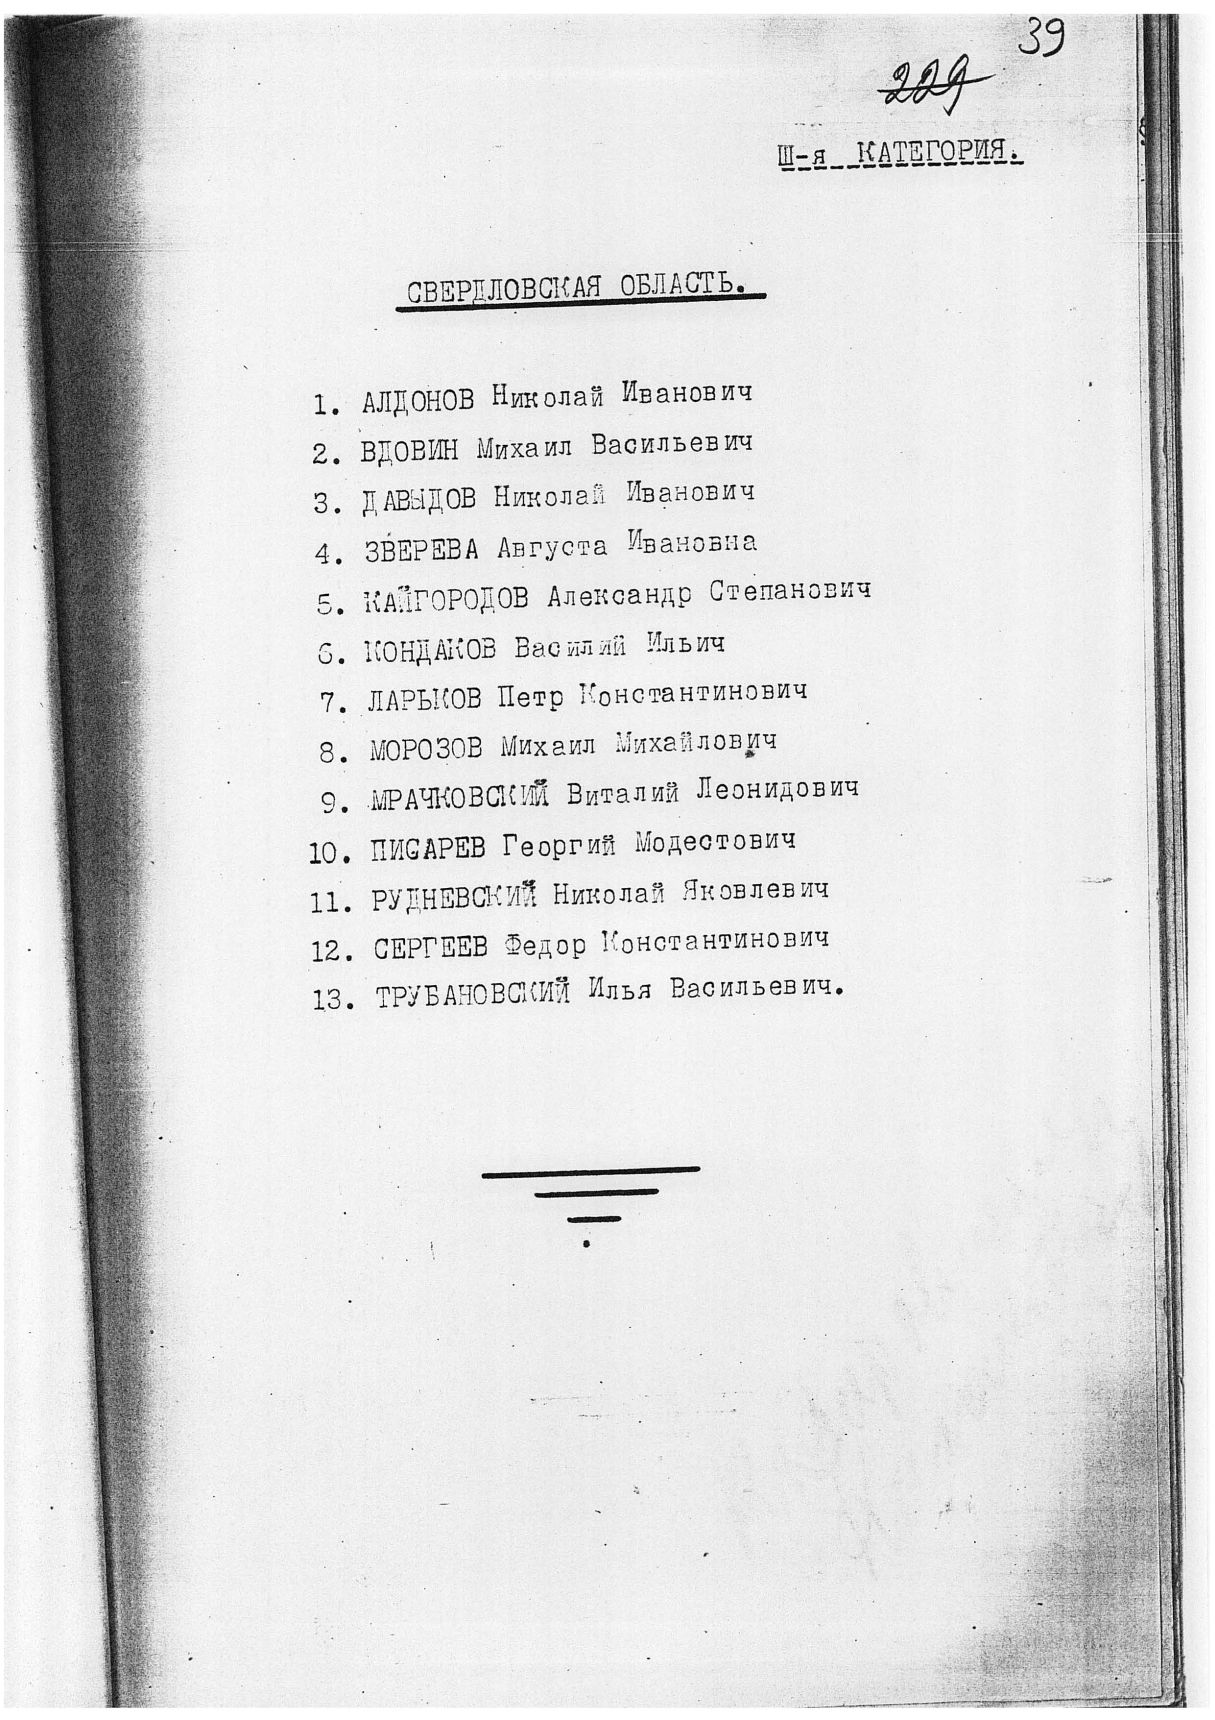 39
229
Ш-я КАТЕГОРИЯ.
СВЕРДЛОВСКАЯ ОБЛАСТЬ.
1. АЛДОНОВ Николай Иванович
2. ВДОВИН Михаил Васильевич
3. ДАВЫДОВ Николай Иванович
4. ЗВЕРЕВА Августа Ивановна
5. КАЙГОРОДОВ Александр Степанович
6. КОНДАКОВ Василий Ильич
7. ЛАРЬКОВ Петр Константинович
8. МОРОЗОВ Михаил Михайлович
9. МРАЧКОВСКИЙ Виталий Леонидович
10. ПИСАРЕВ Георгий Модестович
11. РУДНЕВСКИЙ Николай Яковлевич
12. СЕРГЕЕВ Федор Константинович
13. ТРУБАНОВСКИЙ Илья Васильевич.